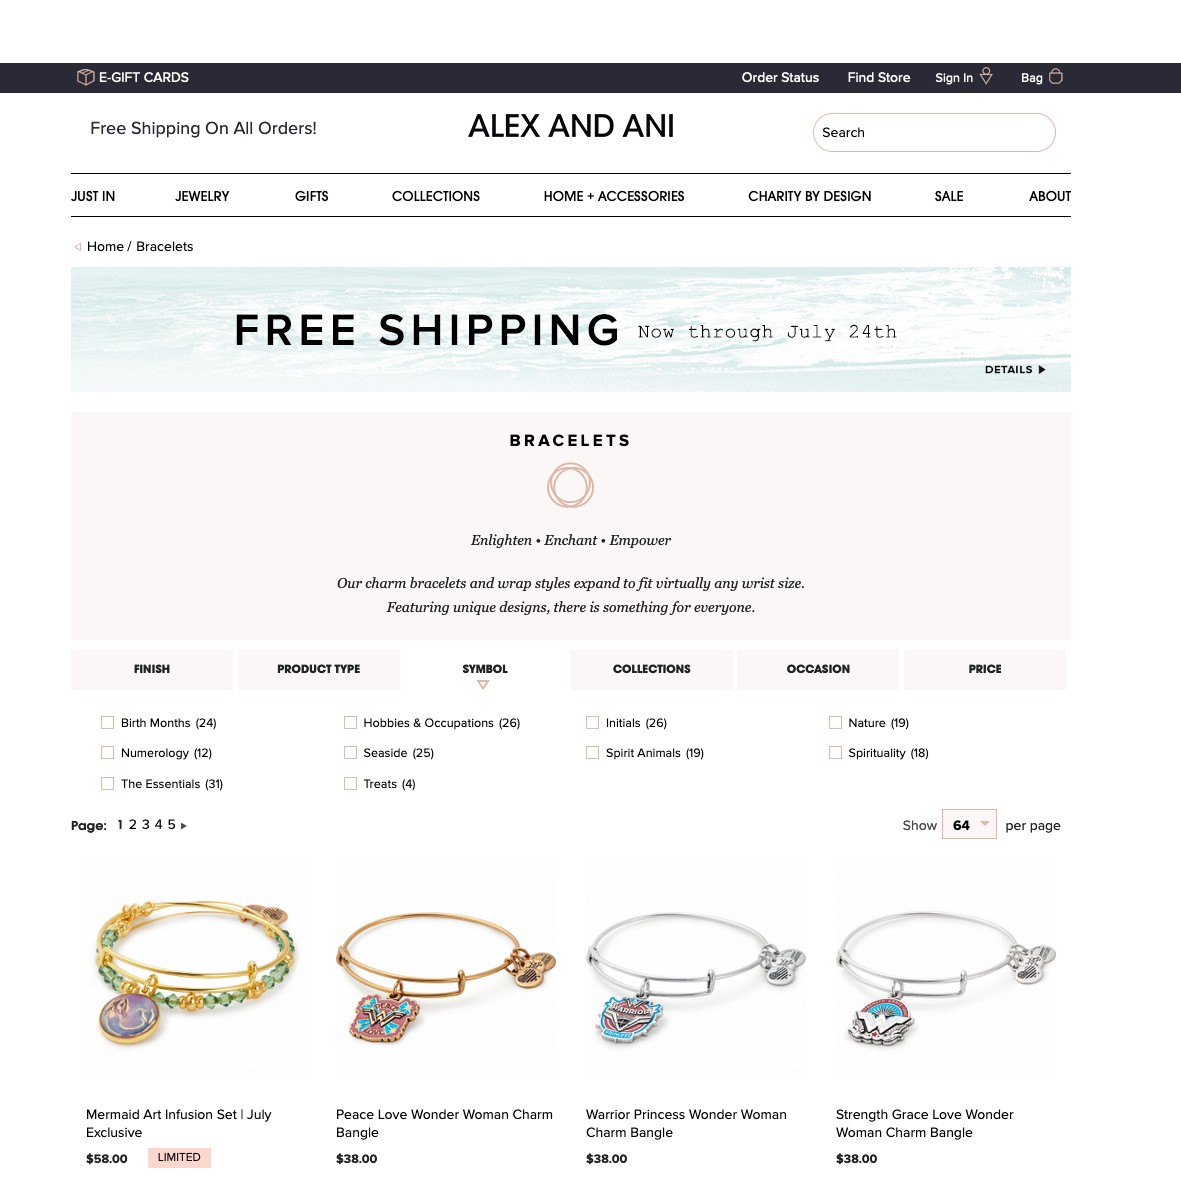 E-GIFT CARDS
Order Status
Find Store
Sign In
Bag
Free Shipping On All Orders!
ALEX AND ANI
Search
JUST IN
JEWELRY
GIFTS
COLLECTIONS
HOME + ACCESSORIES
CHARITY BY DESIGN
SALE
ABOUT
Home / Bracelets
FREE SHIPPING Now through July 24th
DETAILS
BRACELETS
Enlighten • Enchant • Empower
Our charm bracelets and wrap styles expand to fit virtually any wrist size.
Featuring unique designs, there is something for everyone.
FINISH
PRODUCT TYPE
SYMBOL
COLLECTIONS
OCCASION
PRICE
Birth Months (24)
Hobbies & Occupations (26)
Initials (26)
Nature (19)
Numerology (12)
Seaside (25)
Spirit Animals (19)
Spirituality (18)
The Essentials (31)
Treats (4)
Page: 1 2 3 4 5
Show 64 per page
PEACE
LOVE
WARRIOR
PRINCESS
Mermaid Art Infusion Set | July
Exclusive
$58.00
LIMITED
Peace Love Wonder Woman Charm
Bangle
$38.00
Warrior Princess Wonder Woman
Charm Bangle
$38.00
Strength Grace Love Wonder
Woman Charm Bangle
$38.00